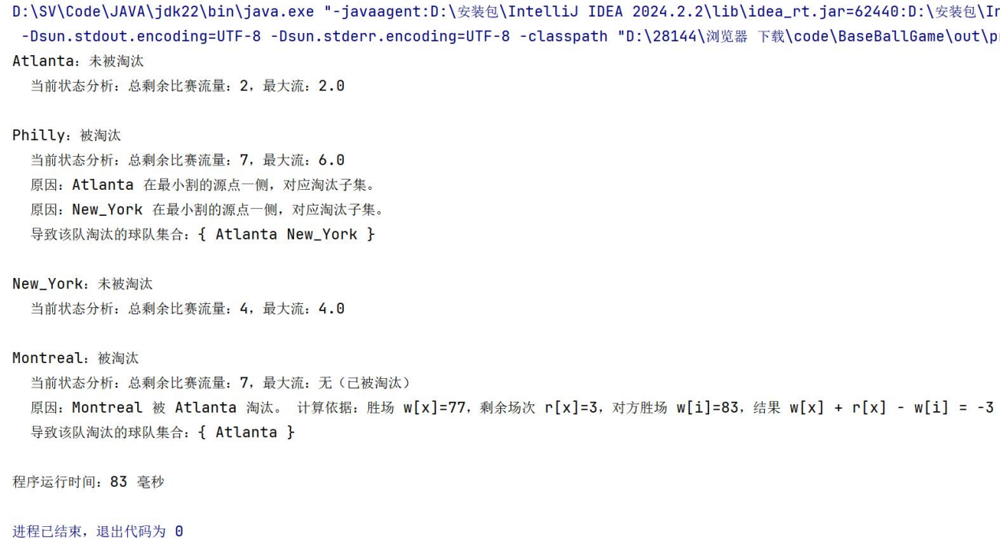 D:\SV\Code\JAVA\jdk22\bin\java.exe "-javaagent:D:\安装包\IntelliJ IDEA 2024.2.2\lib\idea_rt.jar=62440:D:\安装包\In
-Dsun.stdout.encoding=UTF-8 -Dsun.stderr.encoding=UTF-8 -classpath "D:\28144\浏览器 下载\code\BaseBallGame\out\pr
Atlanta: 未被淘汰
当前状态分析：总剩余比赛流量：2，最大流：2.0
Philly: 被淘汰
当前状态分析：总剩余比赛流量：7，最大流：6.0
原因：Atlanta 在最小割的源点一侧，对应淘汰子集。
原因：New_York 在最小割的源点一侧，对应淘汰子集。
导致该队淘汰的球队集合：{ Atlanta New_York }
New_York: 未被淘汰
当前状态分析：总剩余比赛流量：4，最大流：4.0
Montreal: 被淘汰
当前状态分析：总剩余比赛流量：7，最大流：无（已被淘汰）
原因：Montreal 被 Atlanta 淘汰。 计算依据：胜场 w[x]=77，剩余场次 r[x]=3，对方胜场 w[i]=83，结果 w[x] + r[x] - w[i] = -3
导致该队淘汰的球队集合：{ Atlanta }
程序运行时间：83 毫秒
进程已结束，退出代码为 0